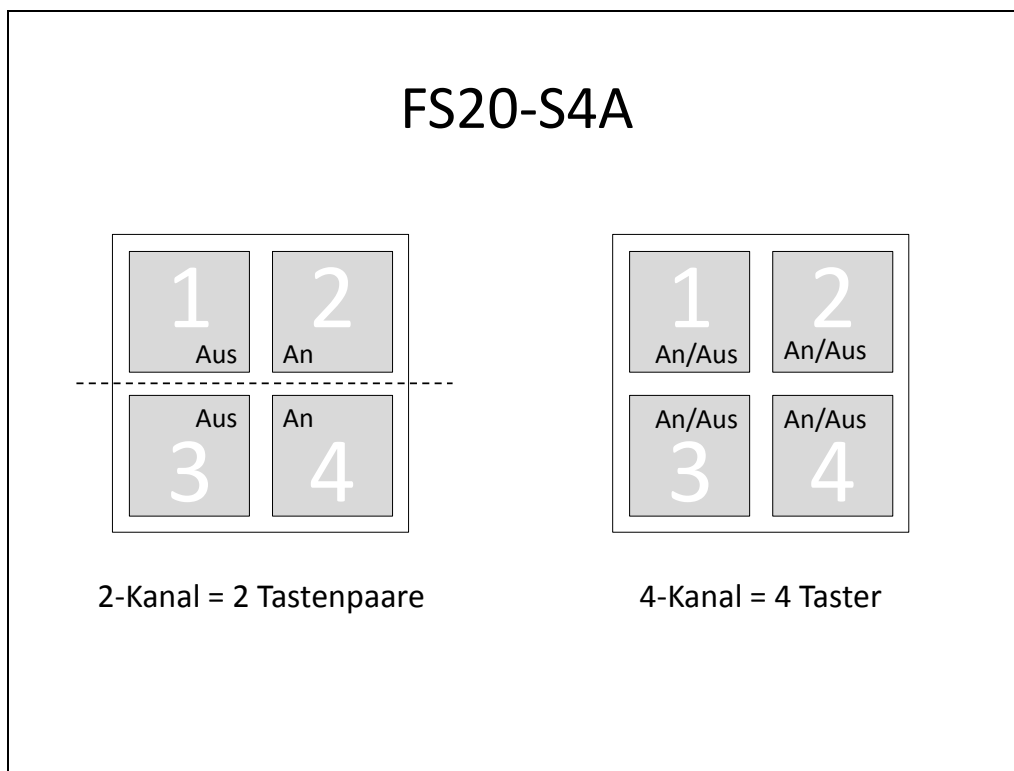 FS20-S4A
1
Aus
2
An
Aus
3
An
4
2-Kanal = 2 Tastenpaare
1
An/Aus
2
An/Aus
An/Aus
3
An/Aus
4
4-Kanal = 4 Taster